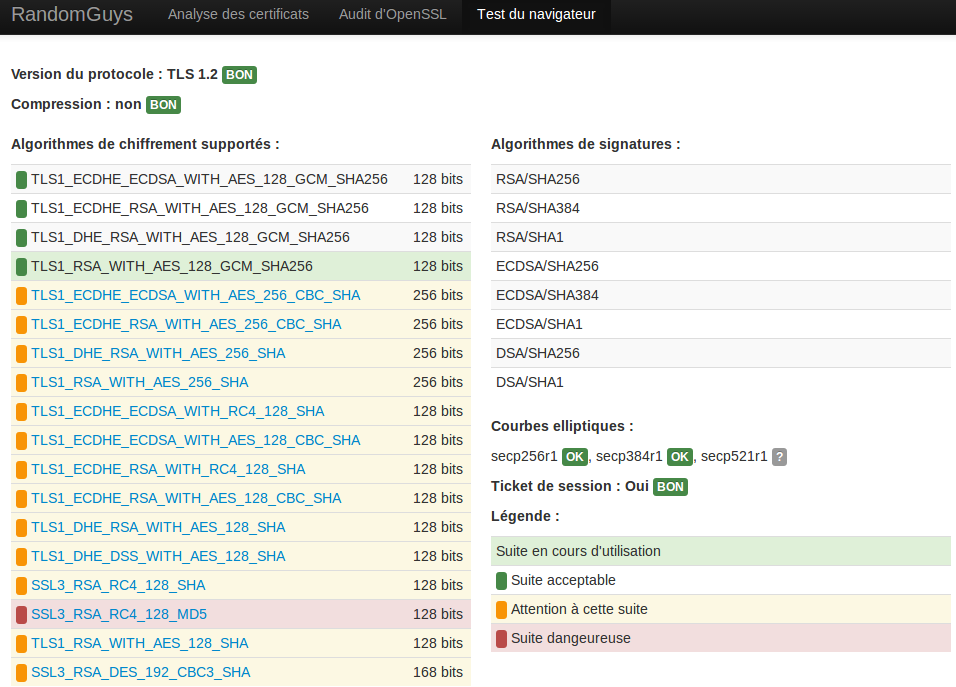 RandomGuys Analyse des certificats Audit d'OpenSSL Test du navigateur
Version du protocole : TLS 1.2 BON
Compression : non BON
Algorithmes de chiffrement supportés :
TLS1_ECDHE_ECDSA_WITH_AES_128_GCM_SHA256 128 bits
TLS1_ECDHE_RSA_WITH_AES_128_GCM_SHA256 128 bits
TLS1_DHE_RSA_WITH_AES_128_GCM_SHA256 128 bits
TLS1_RSA_WITH_AES_128_GCM_SHA256 128 bits
TLS1_ECDHE_ECDSA_WITH_AES_256_CBC_SHA 256 bits
TLS1_ECDHE_RSA_WITH_AES_256_CBC_SHA 256 bits
TLS1_DHE_RSA_WITH_AES_256_SHA 256 bits
TLS1_RSA_WITH_AES_256_SHA 256 bits
TLS1_ECDHE_ECDSA_WITH_RC4_128_SHA 128 bits
TLS1_ECDHE_ECDSA_WITH_AES_128_CBC_SHA 128 bits
TLS1_ECDHE_RSA_WITH_RC4_128_SHA 128 bits
TLS1_ECDHE_RSA_WITH_AES_128_CBC_SHA 128 bits
TLS1_DHE_RSA_WITH_AES_128_SHA 128 bits
TLS1_DHE_DSS_WITH_AES_128_SHA 128 bits
SSL3_RSA_RC4_128_SHA 128 bits
SSL3_RSA_RC4_128_MD5 128 bits
TLS1_RSA_WITH_AES_128_SHA 128 bits
SSL3_RSA_DES_192_CBC3_SHA 168 bits
Algorithmes de signatures :
RSA/SHA256
RSA/SHA384
RSA/SHA1
ECDSA/SHA256
ECDSA/SHA384
ECDSA/SHA1
DSA/SHA256
DSA/SHA1
Courbes elliptiques :
secp256r1 OK, secp384r1 OK, secp521r1 ?
Ticket de session : Oui BON
Légende :
Suite en cours d'utilisation
Suite acceptable
Attention à cette suite
Suite dangeureuse